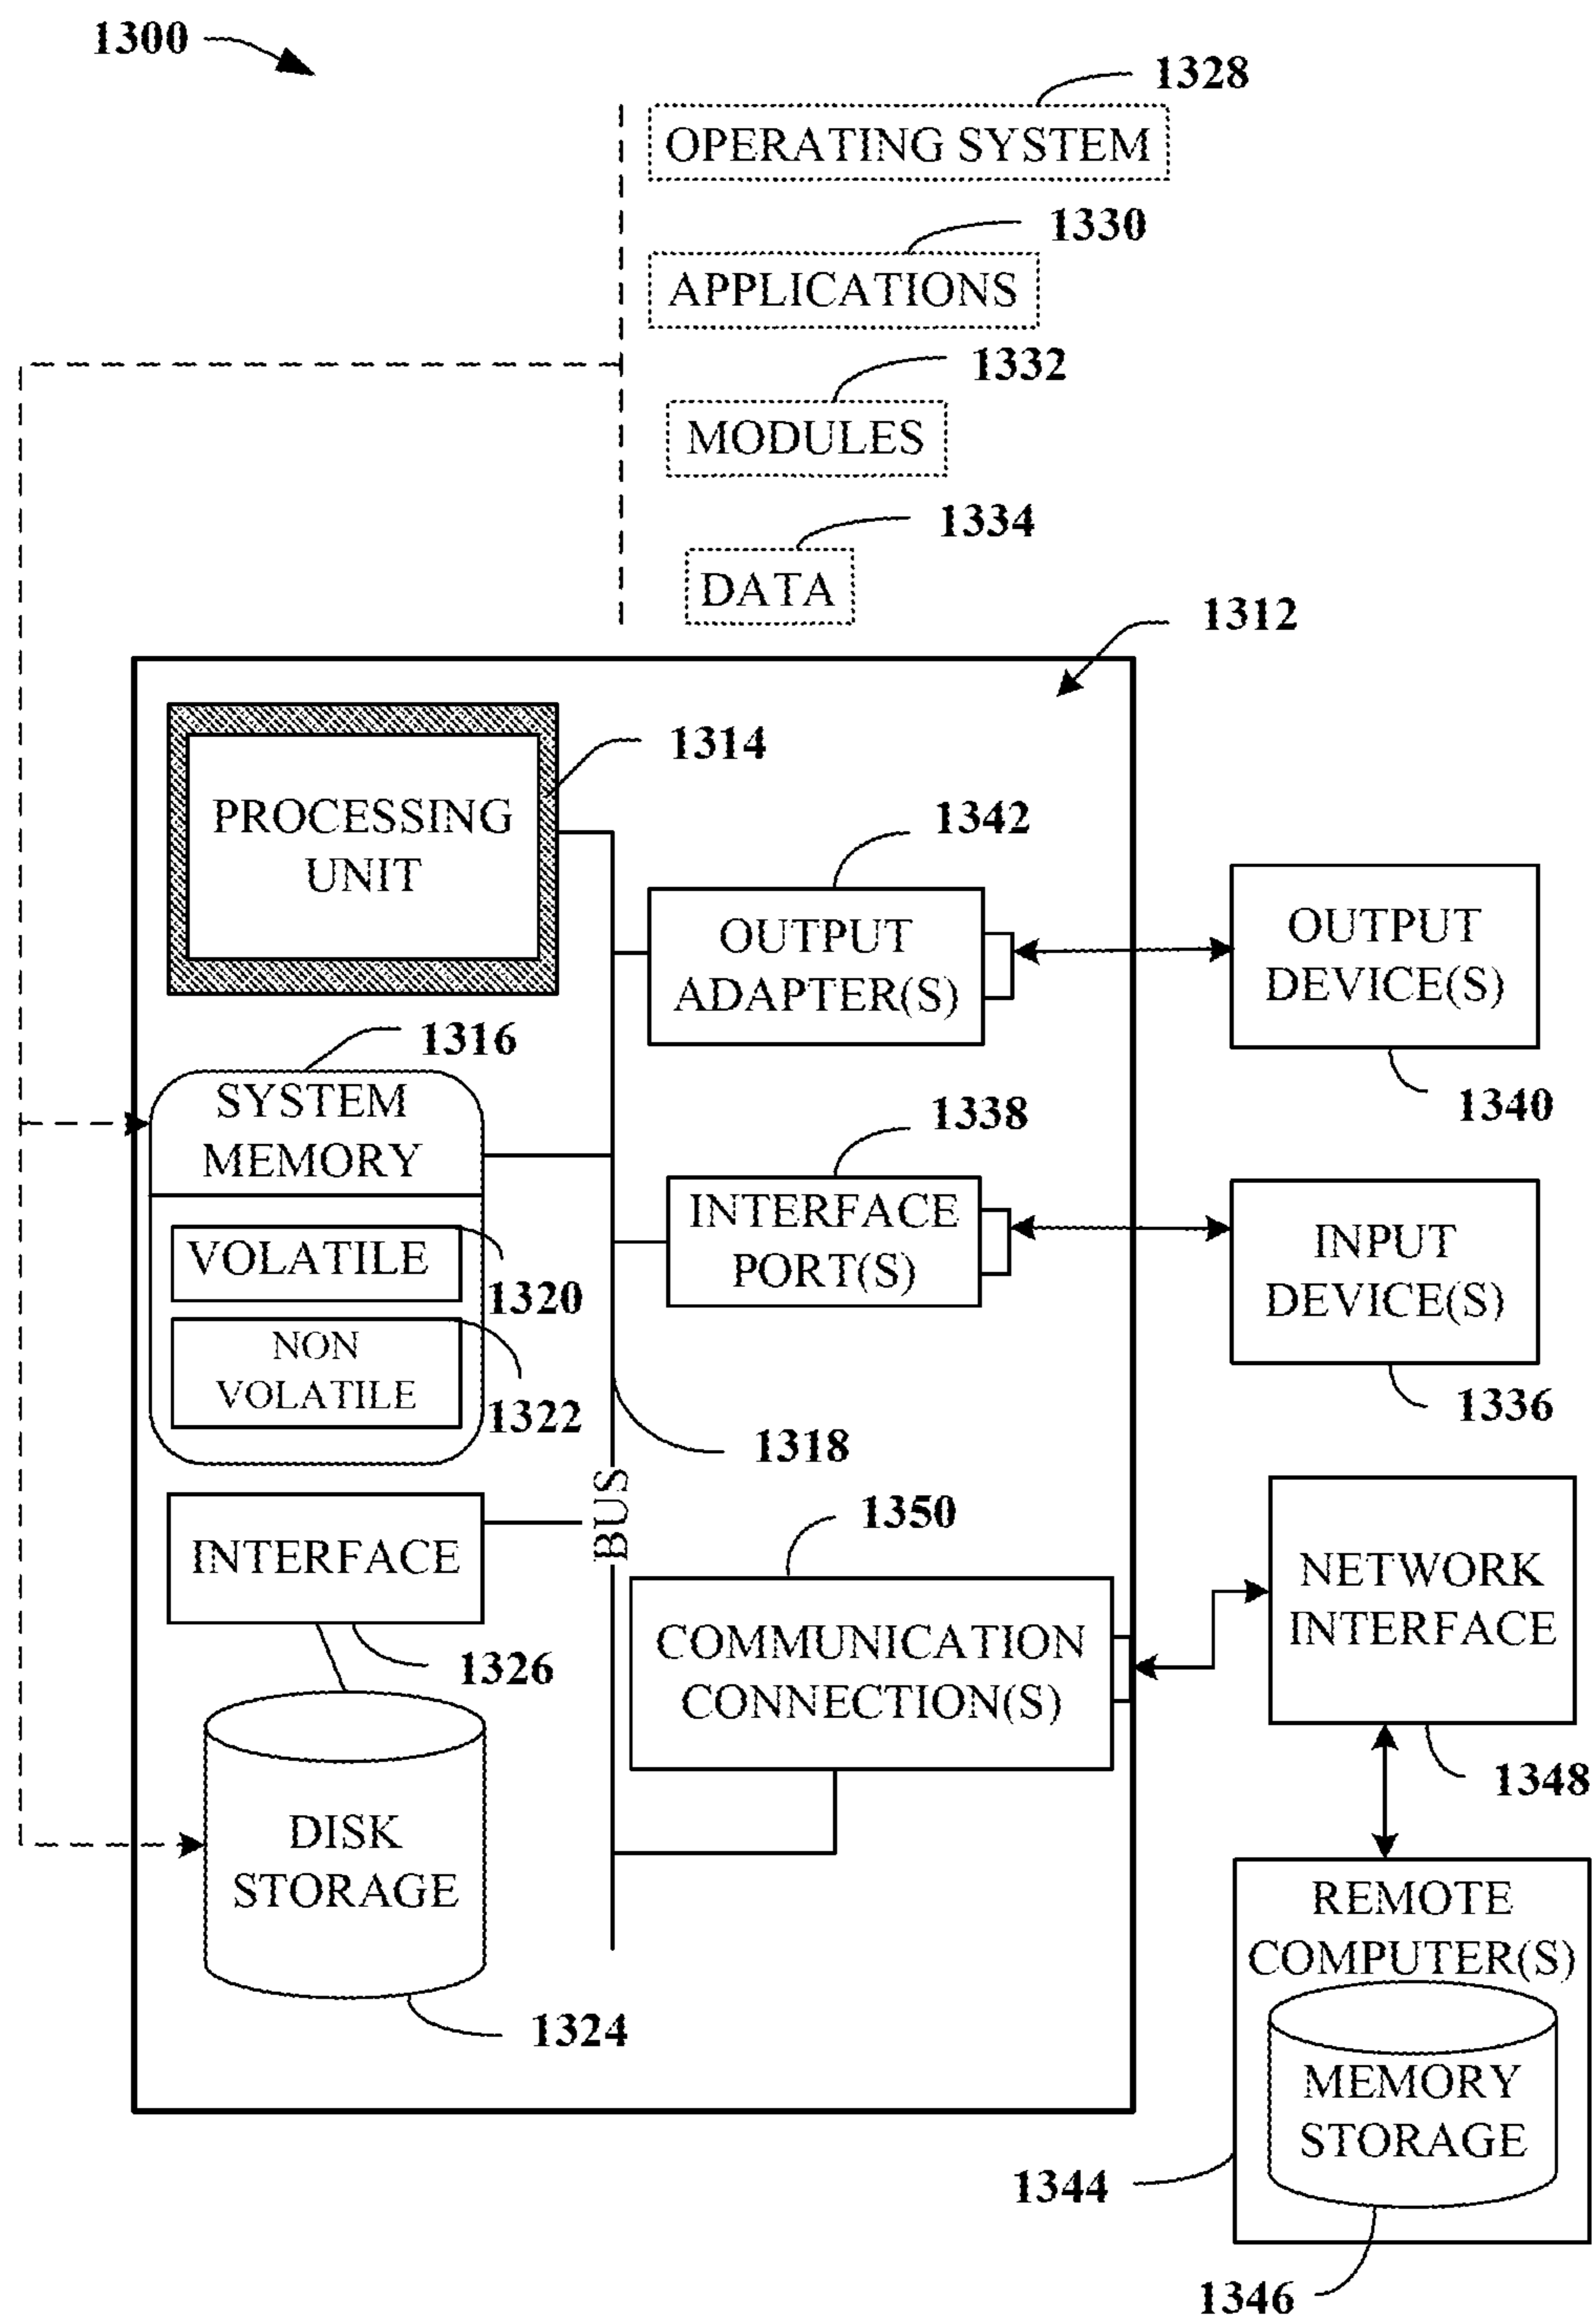 1300
1328
OPERATING SYSTEM
1330
APPLICATIONS
1332
MODULES
1334
DATA
1312
1314
PROCESSING
UNIT
1342
OUTPUT
ADAPTER(S)
OUTPUT
DEVICE(S)
1340
1316
SYSTEM
MEMORY
VOLATILE
1320
NON
VOLATILE
1322
1338
INTERFACE
PORT(S)
INPUT
DEVICE(S)
1336
1318
BUS
INTERFACE
1326
1350
COMMUNICATION
CONNECTION(S)
NETWORK
INTERFACE
1348
DISK
STORAGE
1324
REMOTE
COMPUTER(S)
MEMORY
STORAGE
1344
1346